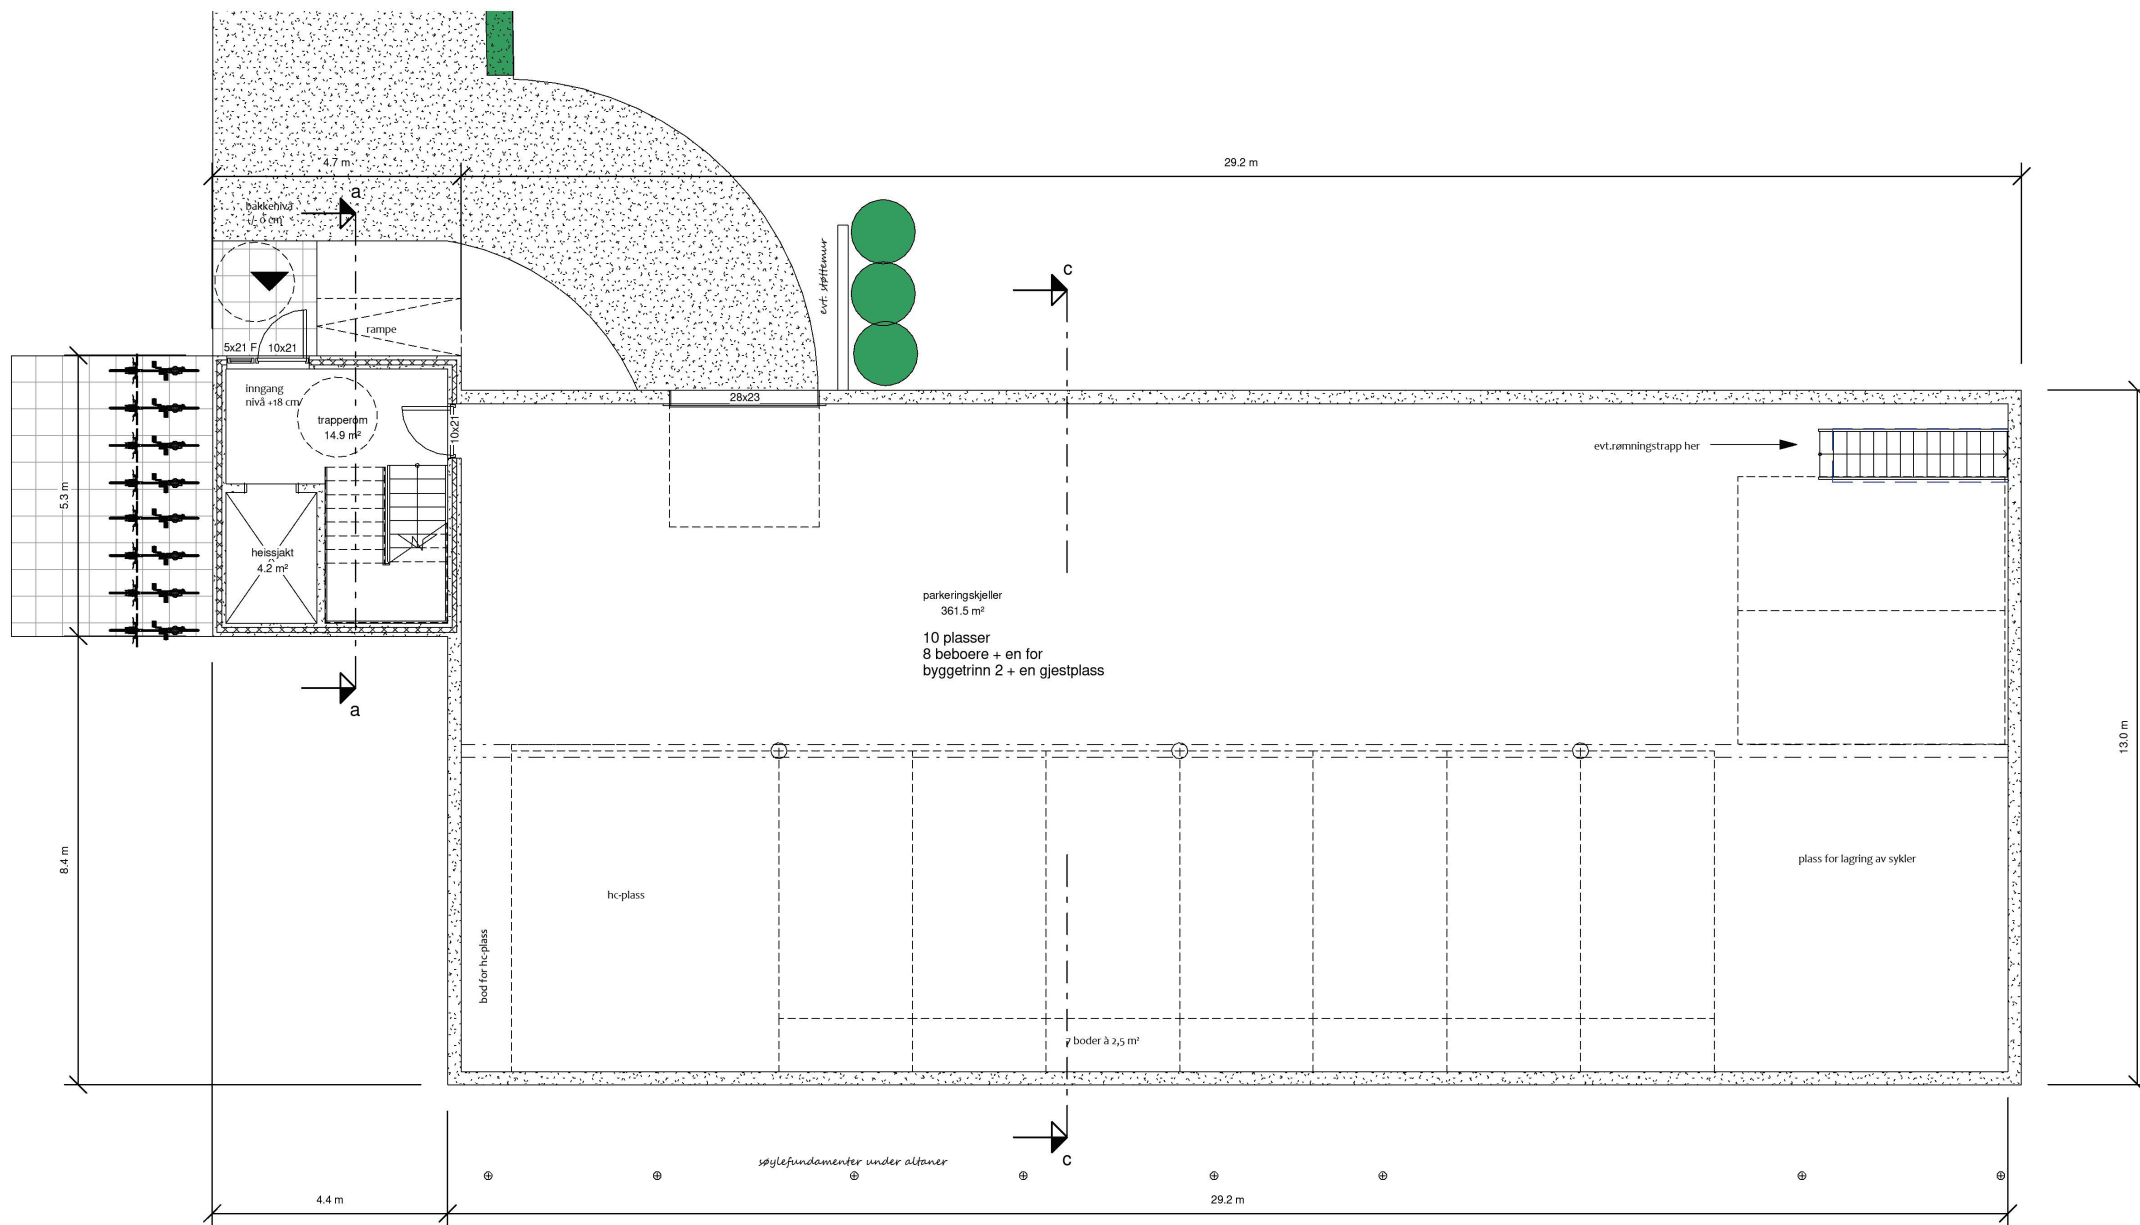 4.7 m
29.2 m
a
bakkenivå
+/- 0 cm
c
evt. støttemur
rampe
5x21 F
10x21
inngang
nivå +18 cm
28x23
trapperom
14.9 m²
10x21
evt.rømningstrapp her
5.3 m
heissjakt
4.2 m²
parkeringskjeller
361.5 m²
10 plasser
8 beboere + en for
byggetrinn 2 + en gjestplass
a
13.0 m
8.4 m
plass for lagring av sykler
hc-plass
bod for hc-plass
7 boder à 2,5 m²
søylefundamenter under altaner
c
4.4 m
29.2 m